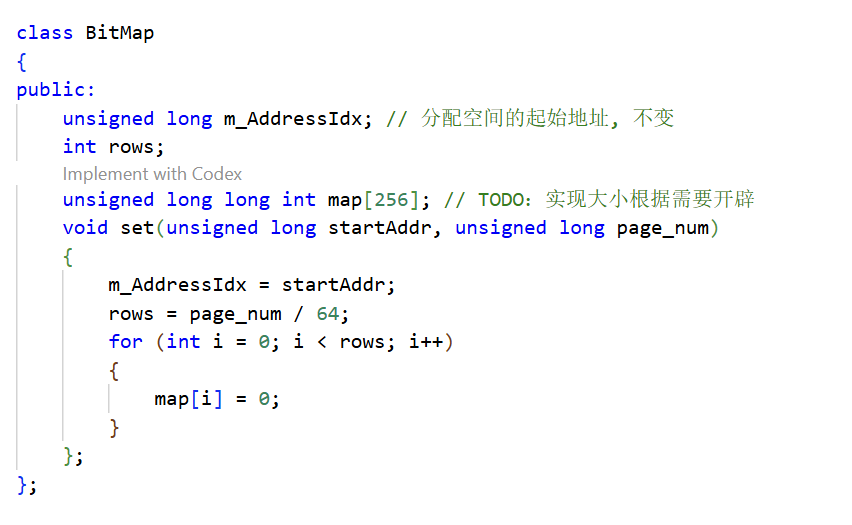 class BitMap
{
public:
    unsigned long m_AddressIdx; // 分配空间的起始地址, 不变
    int rows;
    Implement with Codex
    unsigned long long int map[256]; // TODO: 实现大小根据需要开辟
    void set(unsigned long startAddr, unsigned long page_num)
    {
        m_AddressIdx = startAddr;
        rows = page_num / 64;
        for (int i = 0; i < rows; i++)
        {
            map[i] = 0;
        }
    };
};